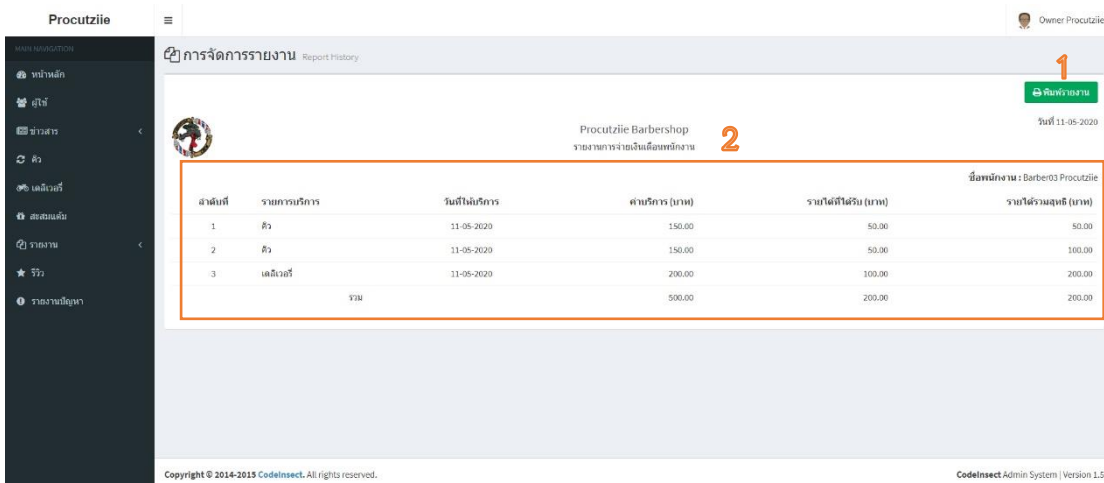 Procutziie
Owner Procutziie
MAIN NAVIGATION
การจัดการรายงาน Report History
หน้าหลัก
ผู้ใช้
ข่าวสาร
คิว
เดลิเวอรี่
สะสมแต้ม
รายงาน
รีวิว
รายงานปัญหา
1
พิมพ์รายงาน
วันที่ 11-05-2020
Procutziie Barbershop
2
รายงานการจ่ายเงินเดือนพนักงาน
ชื่อพนักงาน : Barber03 Procutziie
ลำดับที่ รายการบริการ วันที่ให้บริการ ค่าบริการ (บาท) รายได้ที่ได้รับ (บาท) รายได้รวมสุทธิ (บาท)
1 คิว 11-05-2020 150.00 50.00 50.00
2 คิว 11-05-2020 150.00 50.00 100.00
3 เดลิเวอรี่ 11-05-2020 200.00 100.00 200.00
รวม 500.00 200.00 200.00
Copyright © 2014-2015 CodeInsect. All rights reserved.
CodeInsect Admin System | Version 1.5